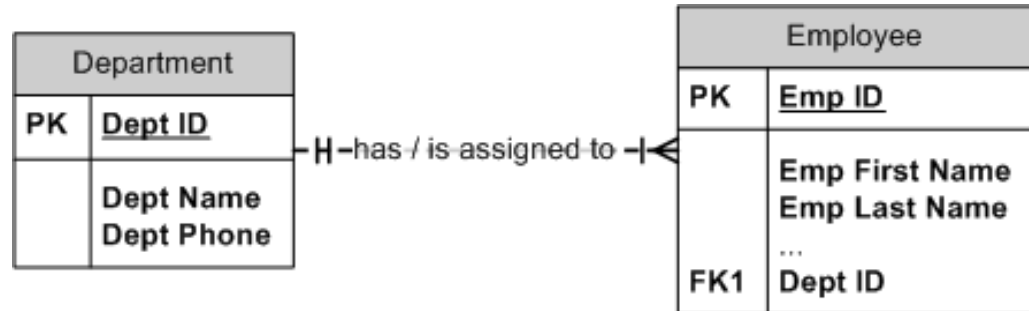 Department
PK Dept ID
Dept Name
Dept Phone
has / is assigned to
Employee
PK Emp ID
Emp First Name
Emp Last Name
...
FK1 Dept ID